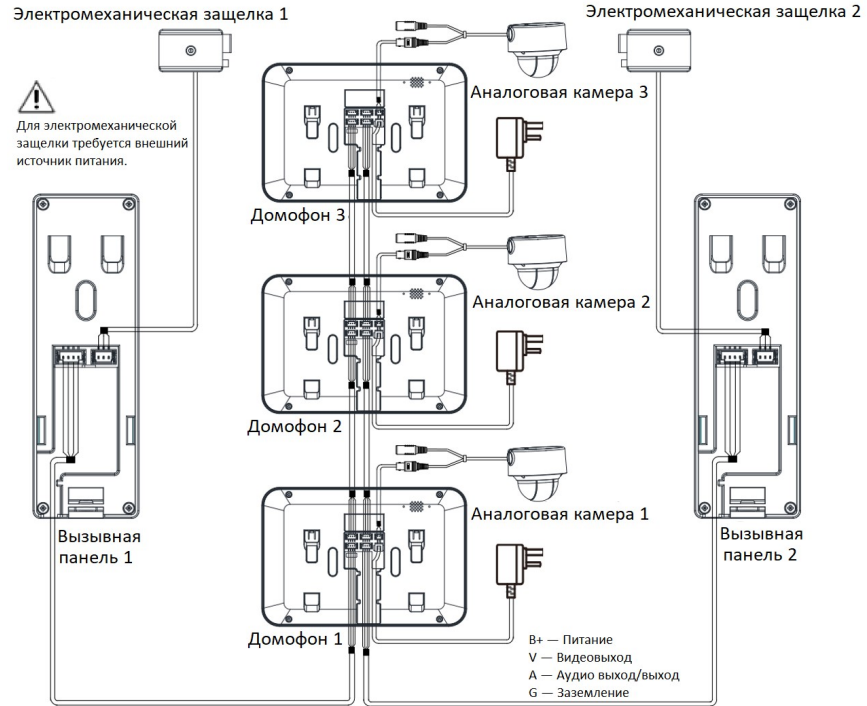 Электромеханическая защелка 1
Электромеханическая защелка 2
Аналоговая камера 3
Для электромеханической
защелки требуется внешний
источник питания.
Домофон 3
Аналоговая камера 2
Домофон 2
Аналоговая камера 1
Вызывная
панель 1
Вызывная
панель 2
Домофон 1
B+ — Питание
V — Видеовыход
A — Аудио выход/выход
G — Заземление